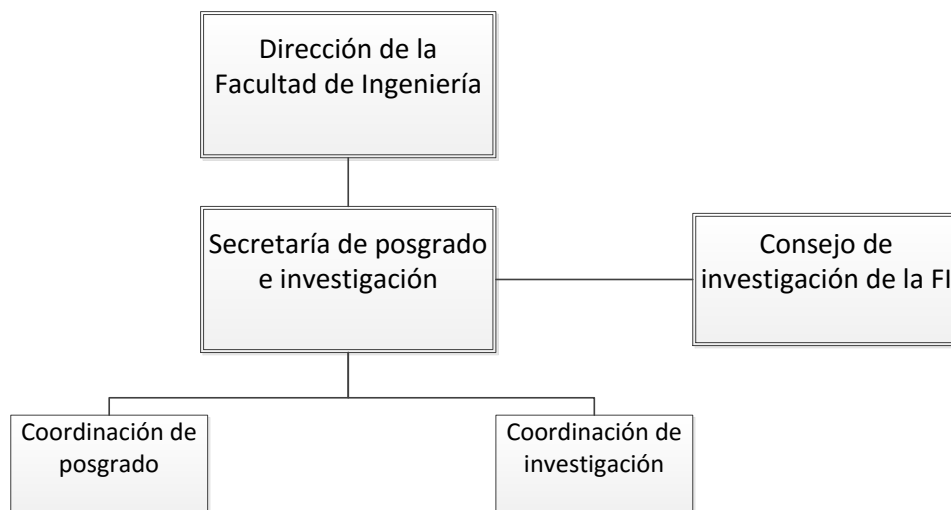 Dirección de la
Facultad de Ingeniería
Secretaría de posgrado
e investigación
Consejo de
investigación de la FI
Coordinación de
posgrado
Coordinación de
investigación